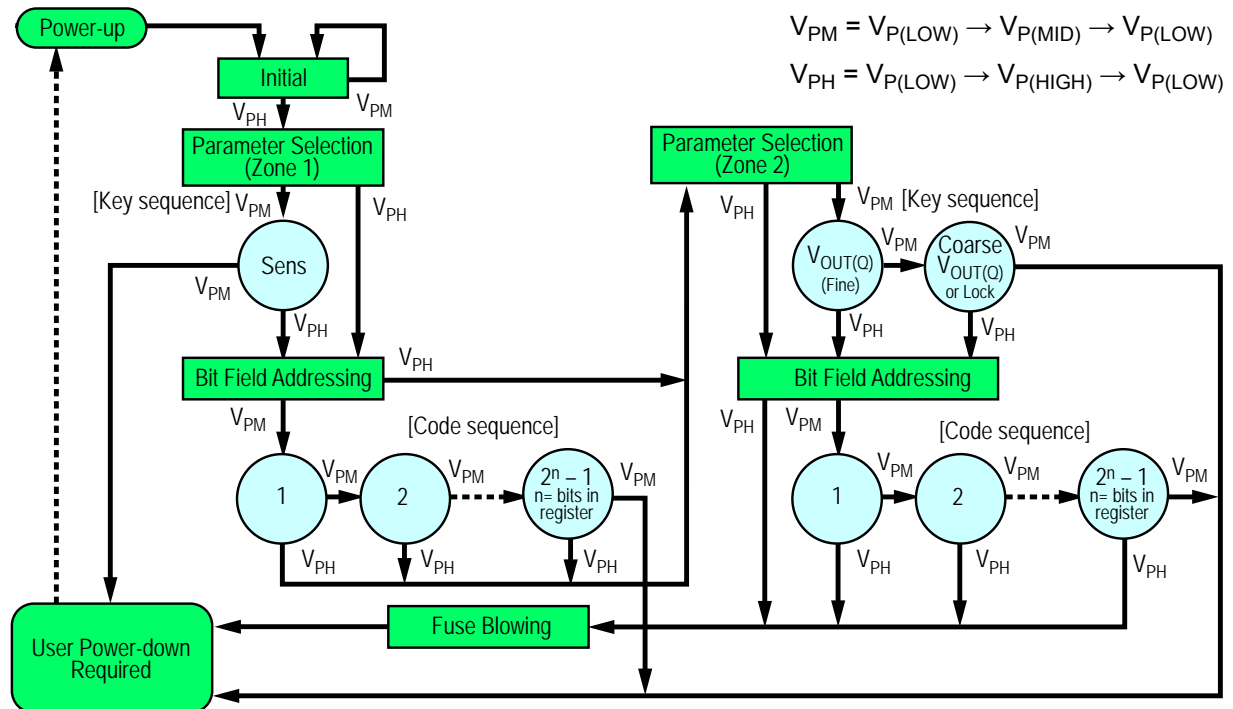 Power-up
V_PM = V_P(LOW) → V_P(MID) → V_P(LOW)
V_PH = V_P(LOW) → V_P(HIGH) → V_P(LOW)
Initial
V_PH
V_PM
Parameter Selection
(Zone 1)
[Key sequence] V_PM
V_PH
Sens
V_PM
V_PH
Bit Field Addressing
V_PH
V_PM
[Code sequence]
1
V_PM
2
V_PM
2ⁿ – 1
n= bits in
register
V_PM
V_PH
V_PH
V_PH
Parameter Selection
(Zone 2)
V_PH
V_PM [Key sequence]
V_OUT(Q)
(Fine)
V_PM
Coarse
V_OUT(Q)
or Lock
V_PM
V_PH
V_PH
Bit Field Addressing
V_PH
V_PM
[Code sequence]
1
V_PM
2
V_PM
2ⁿ – 1
n= bits in
register
V_PM
V_PH
V_PH
V_PH
Fuse Blowing
User Power-down
Required